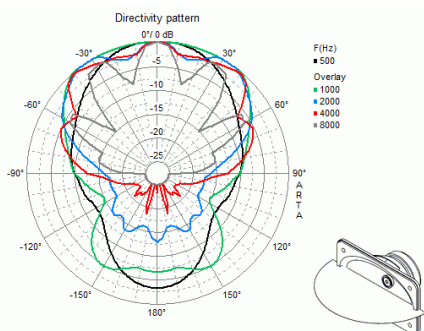 Directivity pattern
0°/ 0 dB
-5
-10
-15
-20
-25
-30°
30°
-60°
60°
-90°
90°
-120°
120°
-150°
150°
180°
A
R
T
A
F(Hz)
500
Overlay
1000
2000
4000
8000